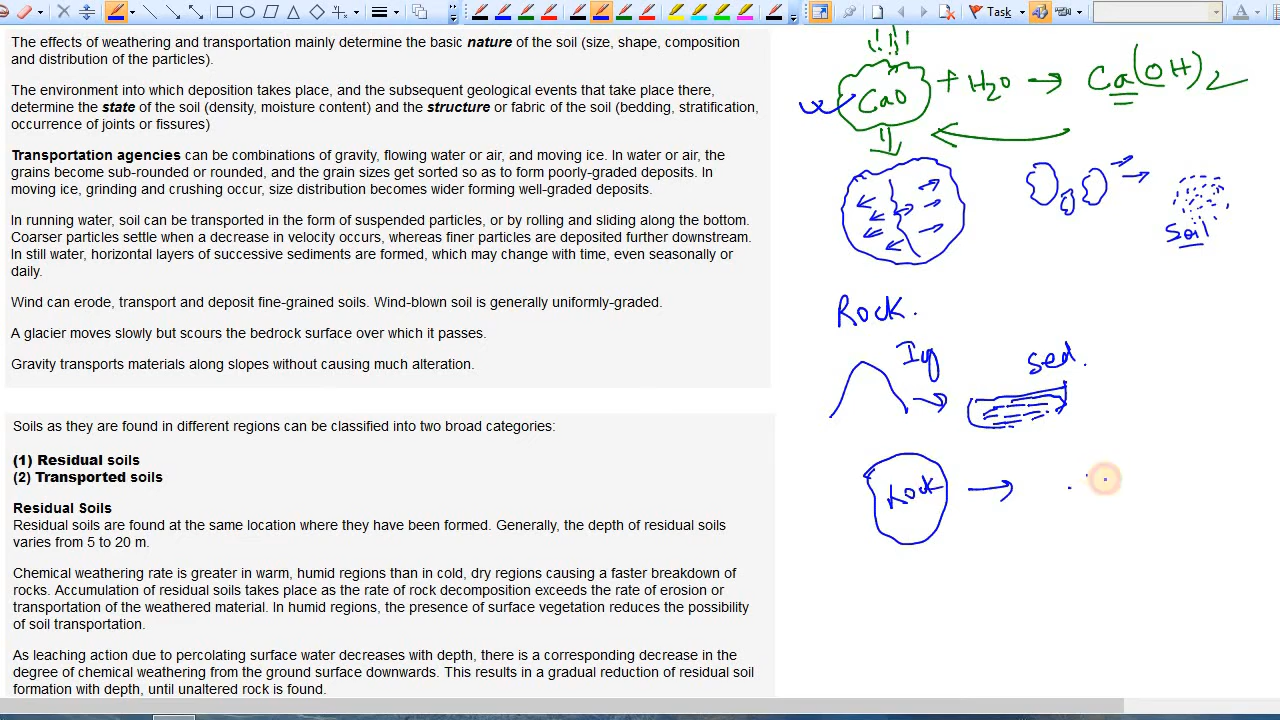 Task
The effects of weathering and transportation mainly determine the basic nature of the soil (size, shape, composition
and distribution of the particles).
The environment into which deposition takes place, and the subsequent geological events that take place there,
determine the state of the soil (density, moisture content) and the structure or fabric of the soil (bedding, stratification,
occurrence of joints or fissures)
Transportation agencies can be combinations of gravity, flowing water or air, and moving ice. In water or air, the
grains become sub-rounded or rounded, and the grain sizes get sorted so as to form poorly-graded deposits. In
moving ice, grinding and crushing occur, size distribution becomes wider forming well-graded deposits.
In running water, soil can be transported in the form of suspended particles, or by rolling and sliding along the bottom.
Coarser particles settle when a decrease in velocity occurs, whereas finer particles are deposited further downstream.
In still water, horizontal layers of successive sediments are formed, which may change with time, even seasonally or
daily.
Wind can erode, transport and deposit fine-grained soils. Wind-blown soil is generally uniformly-graded.
A glacier moves slowly but scours the bedrock surface over which it passes.
Gravity transports materials along slopes without causing much alteration.
Soils as they are found in different regions can be classified into two broad categories:
(1) Residual soils
(2) Transported soils
Residual Soils
Residual soils are found at the same location where they have been formed. Generally, the depth of residual soils
varies from 5 to 20 m.
Chemical weathering rate is greater in warm, humid regions than in cold, dry regions causing a faster breakdown of
rocks. Accumulation of residual soils takes place as the rate of rock decomposition exceeds the rate of erosion or
transportation of the weathered material. In humid regions, the presence of surface vegetation reduces the possibility
of soil transportation.
As leaching action due to percolating surface water decreases with depth, there is a corresponding decrease in the
degree of chemical weathering from the ground surface downwards. This results in a gradual reduction of residual soil
formation with depth, until unaltered rock is found.
CaO + H2O → Ca(OH)2
Soil
Rock.
Ig
sed.
Rock →